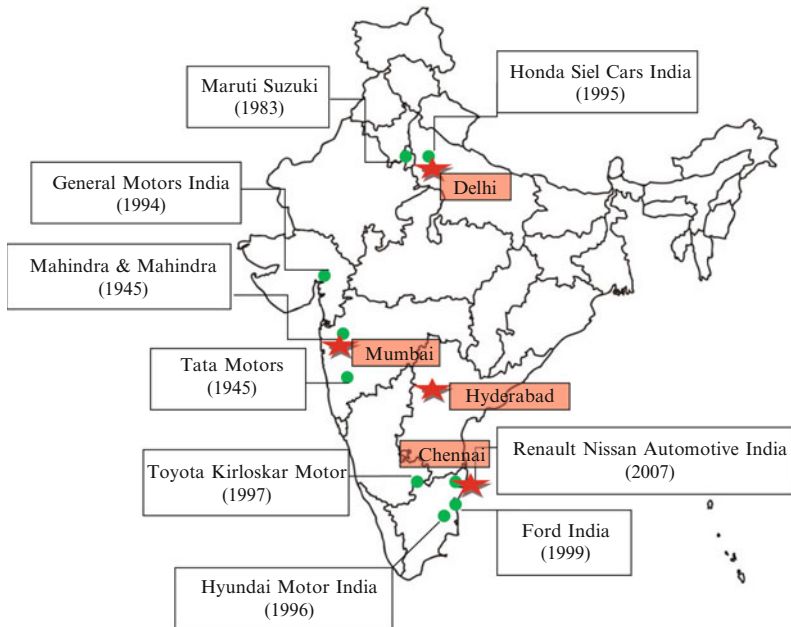 Maruti Suzuki
(1983)
Honda Siel Cars India
(1995)
General Motors India
(1994)
Delhi
Mahindra & Mahindra
(1945)
Mumbai
Tata Motors
(1945)
Hyderabad
Chennai
Renault Nissan Automotive India
(2007)
Toyota Kirloskar Motor
(1997)
Ford India
(1999)
Hyundai Motor India
(1996)